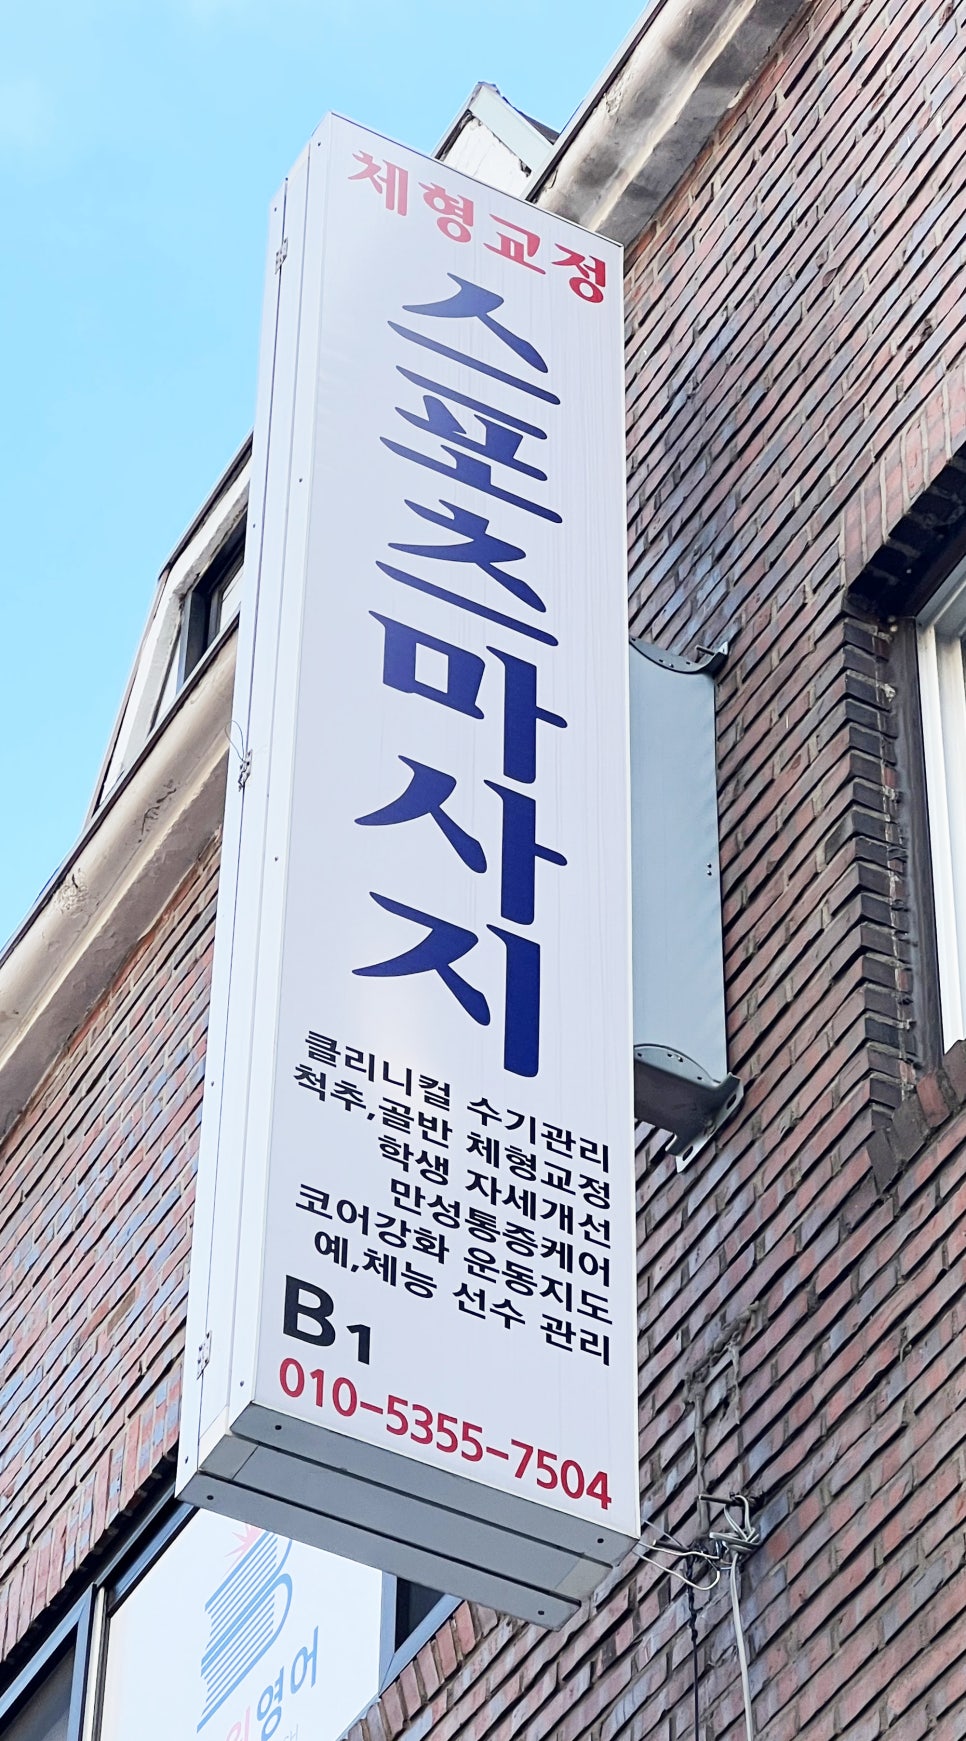 체형교정
스포츠마사지
클리니컬 수기관리
척추,골반 체형교정
학생 자세개선
만성통증케어
코어강화 운동지도
예,체능 선수 관리
B1
010-5355-7504
영어